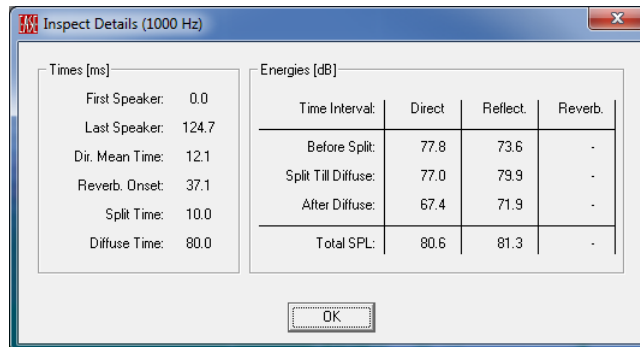 Inspect Details (1000 Hz)
Times [ms]
First Speaker: 0.0
Last Speaker: 124.7
Dir. Mean Time: 12.1
Reverb. Onset: 37.1
Split Time: 10.0
Diffuse Time: 80.0
Energies [dB]
Time Interval: Direct Reflect. Reverb.
Before Split: 77.8 73.6 -
Split Till Diffuse: 77.0 79.9 -
After Diffuse: 67.4 71.9 -
Total SPL: 80.6 81.3 -
OK